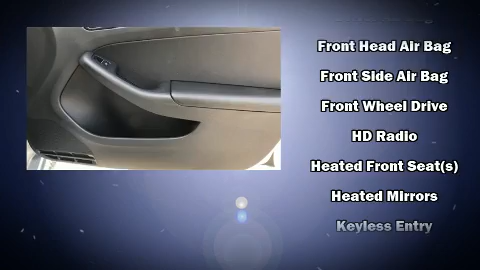 Front Head Air Bag
Front Side Air Bag
Front Wheel Drive
HD Radio
Heated Front Seat(s)
Heated Mirrors
Keyless Entry